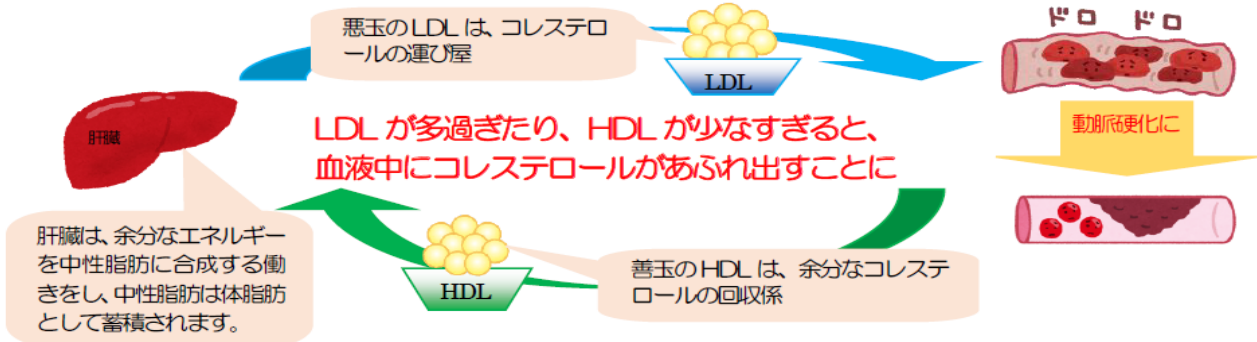 悪玉のLDLは、コレステロ
ールの運び屋
LDL
ドロ ドロ
肝臓
LDLが多過ぎたり、HDLが少なすぎると、
血液中にコレステロールがあふれ出すことに
動脈硬化に
肝臓は、余分なエネルギー
を中性脂肪に合成する働
きをし、中性脂肪は体脂肪
として蓄積されます。
HDL
善玉のHDLは、余分なコレステ
ロールの回収係